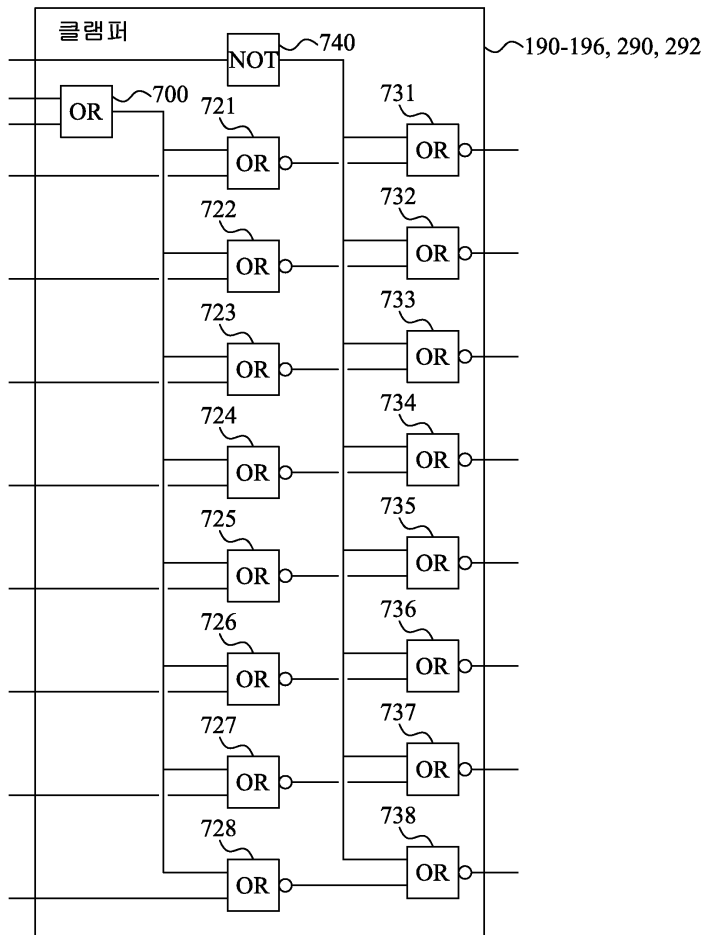 클램퍼
NOT
740
190-196, 290, 292
OR
700
721
OR
731
OR
722
OR
732
OR
723
OR
733
OR
724
OR
734
OR
725
OR
735
OR
726
OR
736
OR
727
OR
737
OR
728
OR
738
OR